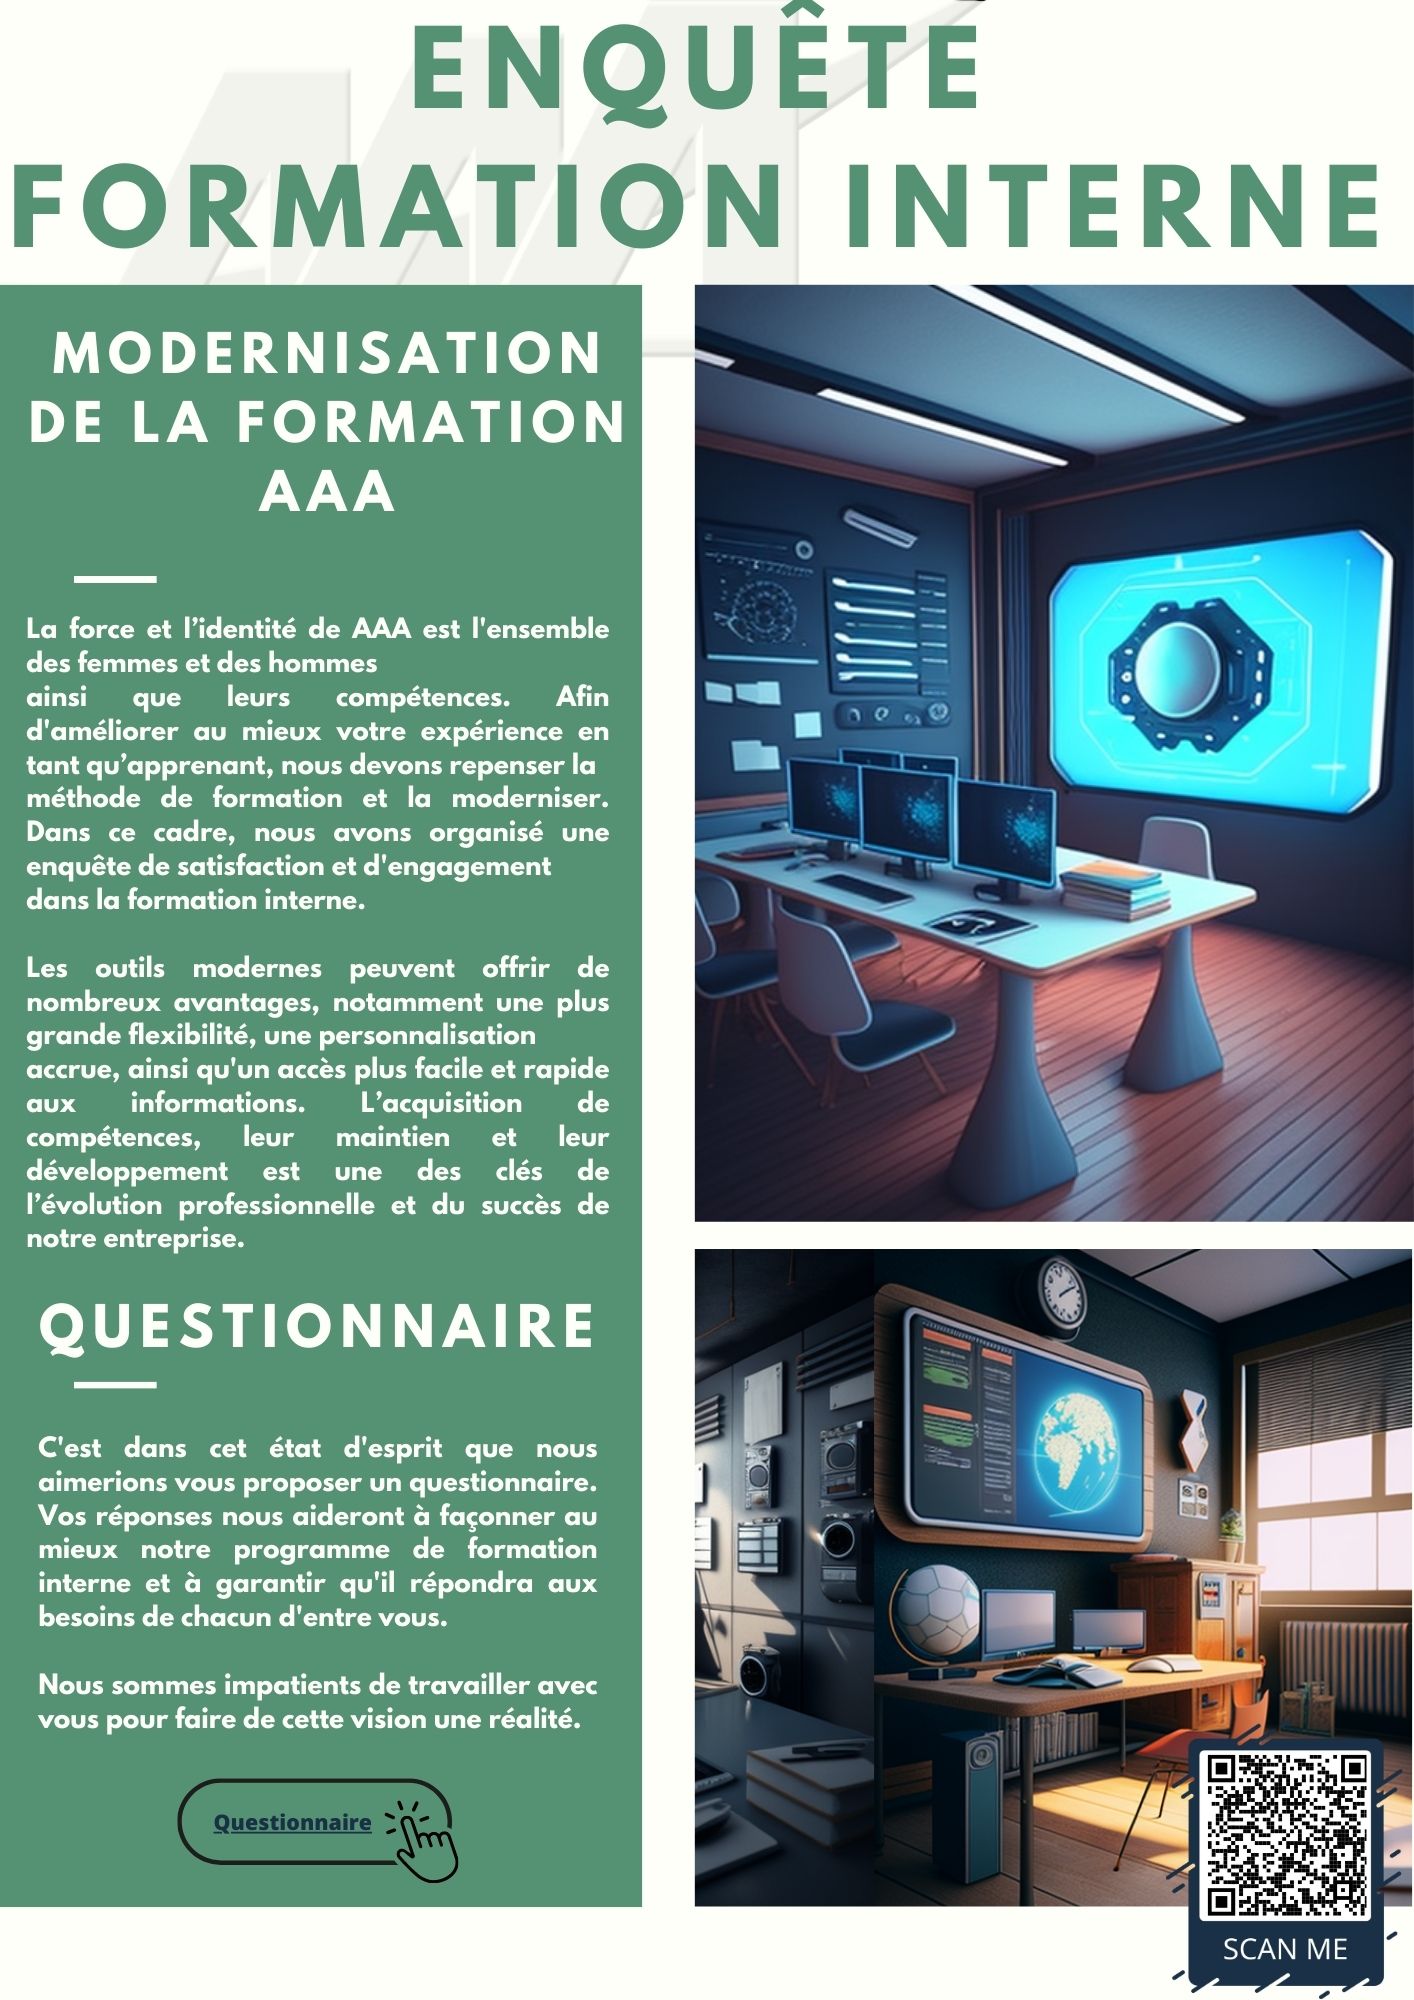 ENQUÊTE
FORMATION INTERNE
MODERNISATION
DE LA FORMATION
AAA
La force et l’identité de AAA est l'ensemble
des femmes et des hommes
ainsi que leurs compétences. Afin
d'améliorer au mieux votre expérience en
tant qu’apprenant, nous devons repenser la
méthode de formation et la moderniser.
Dans ce cadre, nous avons organisé une
enquête de satisfaction et d'engagement
dans la formation interne.
Les outils modernes peuvent offrir de
nombreux avantages, notamment une plus
grande flexibilité, une personnalisation
accrue, ainsi qu'un accès plus facile et rapide
aux informations. L’acquisition de
compétences, leur maintien et leur
développement est une des clés de
l’évolution professionnelle et du succès de
notre entreprise.
QUESTIONNAIRE
C'est dans cet état d'esprit que nous
aimerions vous proposer un questionnaire.
Vos réponses nous aideront à façonner au
mieux notre programme de formation
interne et à garantir qu'il répondra aux
besoins de chacun d'entre vous.
Nous sommes impatients de travailler avec
vous pour faire de cette vision une réalité.
Questionnaire
SCAN ME